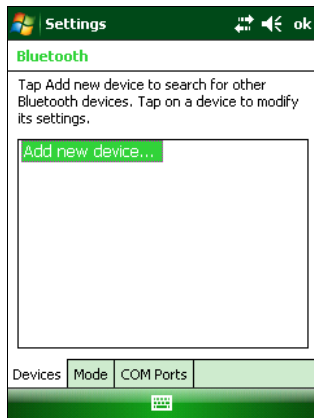 Settings ok
Bluetooth
Tap Add new device to search for other
Bluetooth devices. Tap on a device to modify
its settings.
Add new device...
Devices Mode COM Ports